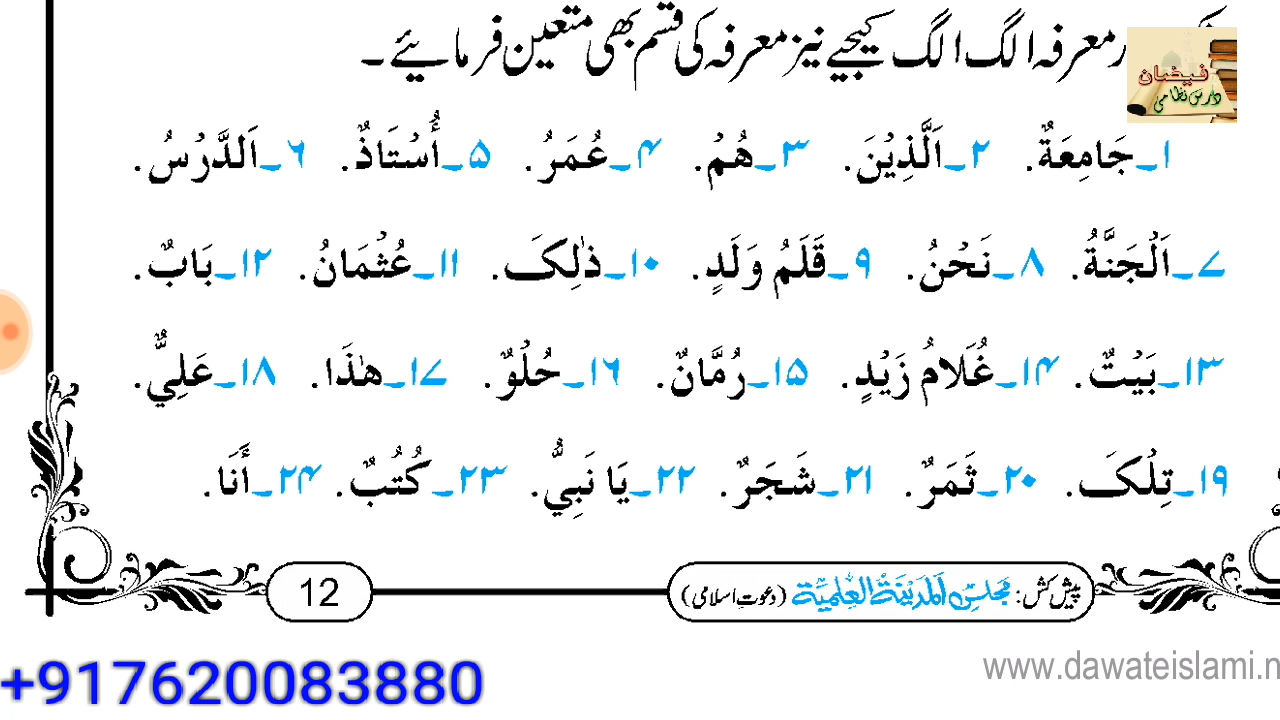 معرفہ الگ الگ کیجیے نیز معرفہ کی قسم بھی متعین فرمائیے ۔
فیضان
درس نظامی
۱۔جَامِعَةٌ. ۲۔اَلَّذِيْنَ. ۳۔هُمْ. ۴۔عُمَرُ. ۵۔أُسْتَاذٌ. ۶۔اَلدَّرْسُ.
۷۔اَلْجَنَّةُ. ۸۔نَحْنُ. ۹۔قَلَمُ وَلَدٍ. ۱۰۔ذٰلِکَ. ۱۱۔عُثْمَانُ. ۱۲۔بَابٌ.
۱۳۔بَيْتٌ. ۱۴۔غُلَامُ زَيْدٍ. ۱۵۔رُمَّانٌ. ۱۶۔حُلْوٌ. ۱۷۔هٰذَا. ۱۸۔عَلِيٌّ.
۱۹۔تِلْکَ. ۲۰۔ثَمَرٌ. ۲۱۔شَجَرٌ. ۲۲۔يَا نَبِيُّ. ۲۳۔كُتُبٌ. ۲۴۔أَنَا.
پیش کش: مجلس اَلْمَدِيْنَةُ الْعِلْمِيَّة (دعوتِ اسلامی)
12
www.dawateislami.n
+917620083880